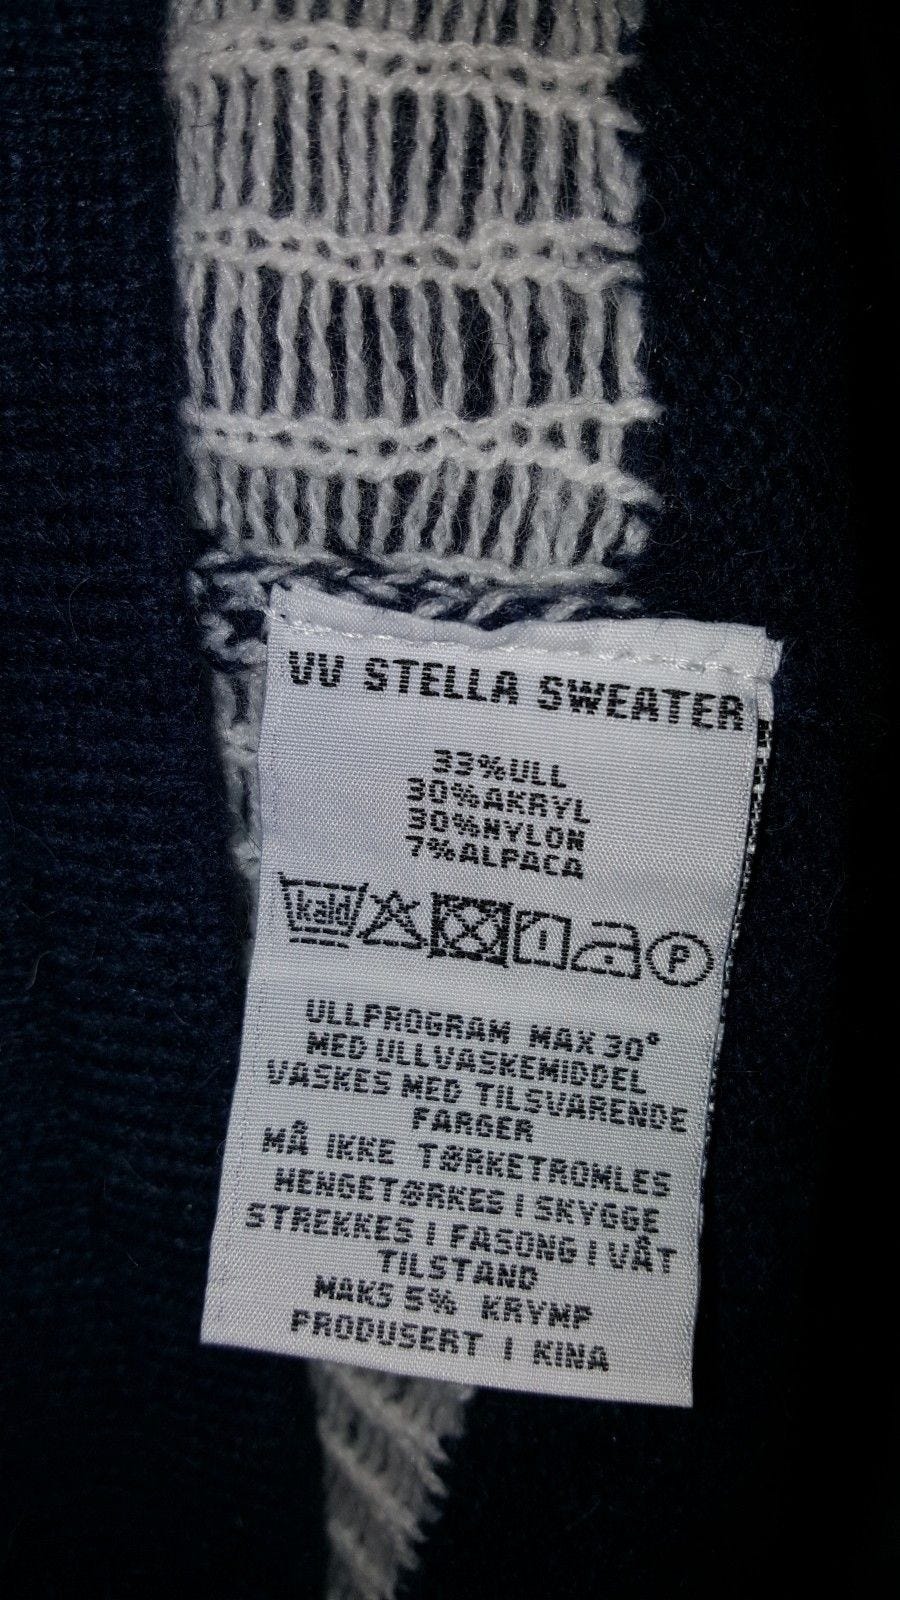 VV STELLA SWEATER
33%ULL
30%AKRYL
30%NYLON
7%ALPACA
kald P
ULLPROGRAM MAX 30°
MED ULLVASKEMIDDEL
VASKES MED TILSVARENDE
FARGER
MÅ IKKE TØRKETROMLES
HENGETØRKES I SKYGGE
STREKKES I FASONG I VÅT
TILSTAND
MAKS 5% KRYMP
PRODUSERT I KINA